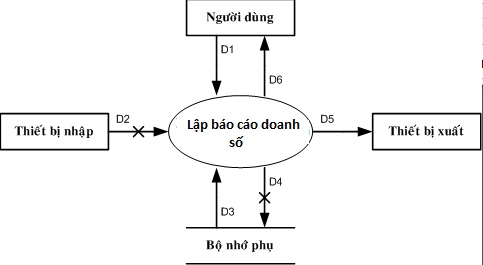 Người dùng
D1
D6
Thiết bị nhập
D2
Lập báo cáo doanh
số
D5
Thiết bị xuất
D3
D4
Bộ nhớ phụ